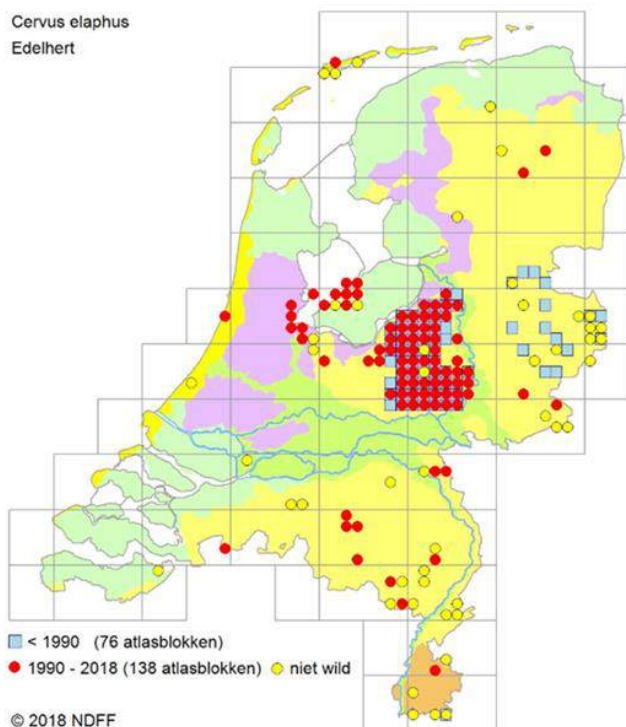 Cervus elaphus
Edelhert
< 1990 (76 atlasblokken)
1990 - 2018 (138 atlasblokken) niet wild
© 2018 NDFF